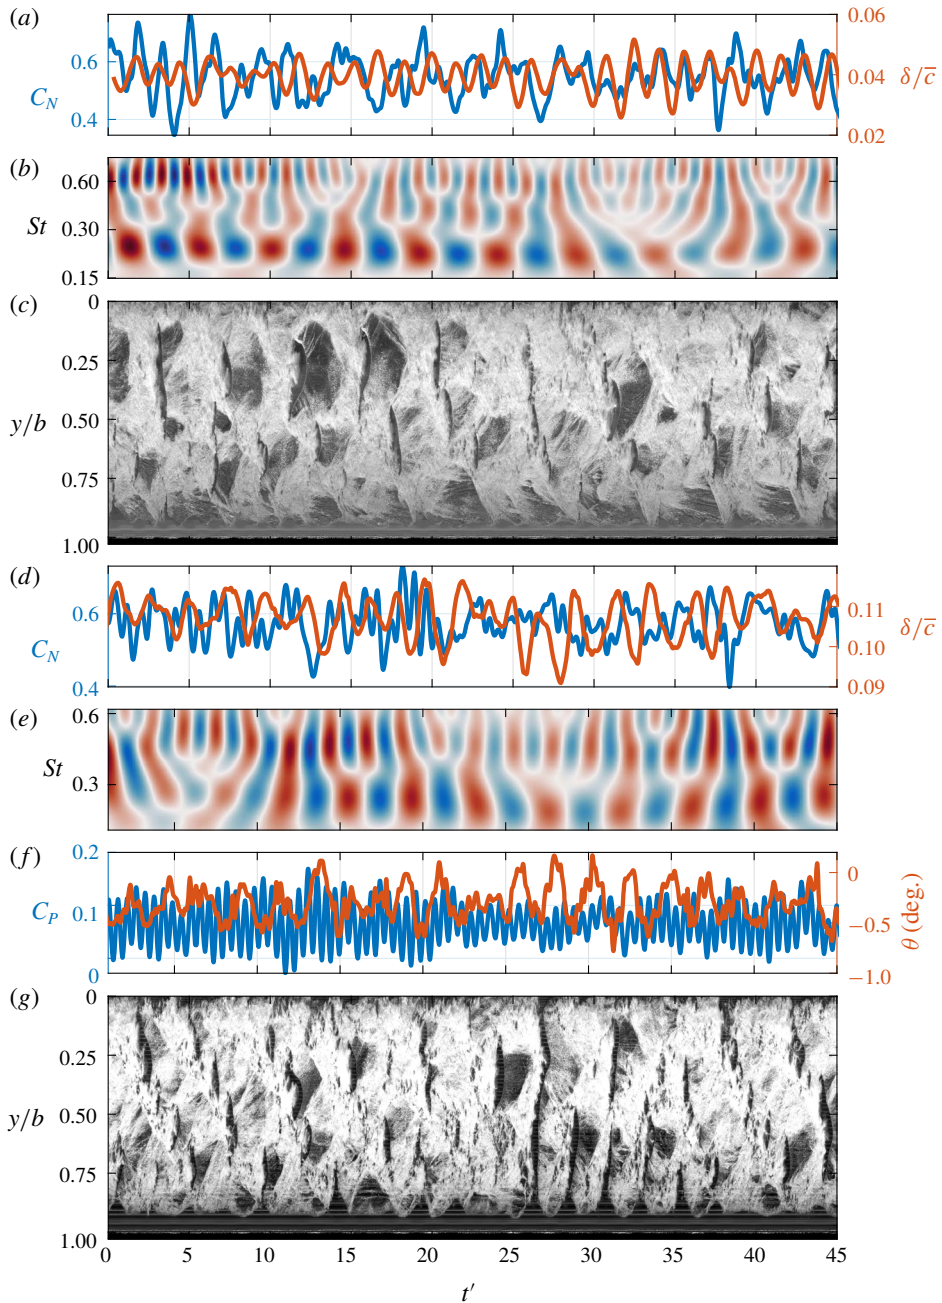 (a)
0.06
0.6
0.04
δ/c̅
C_N
0.4
0.02
(b)
0.60
St
0.30
0.15
(c)
0
0.25
y/b
0.50
0.75
1.00
(d)
0.6
0.11
δ/c̅
C_N
0.10
0.4
0.09
(e)
0.6
St
0.3
(f)
0.2
0
C_P
0.1
−0.5
θ (deg.)
0
−1.0
(g)
0
0.25
y/b
0.50
0.75
1.00
0 5 10 15 20 25 30 35 40 45
t′